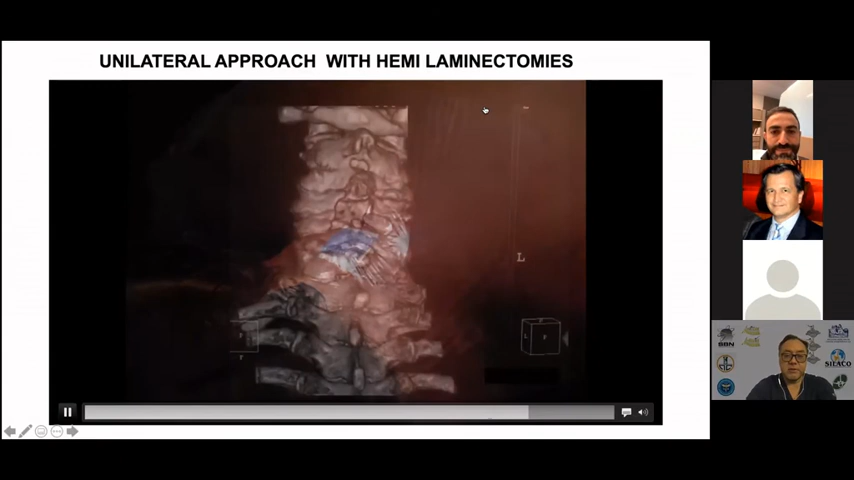 UNILATERAL APPROACH  WITH HEMI LAMINECTOMIES
L
SBN
SILACO